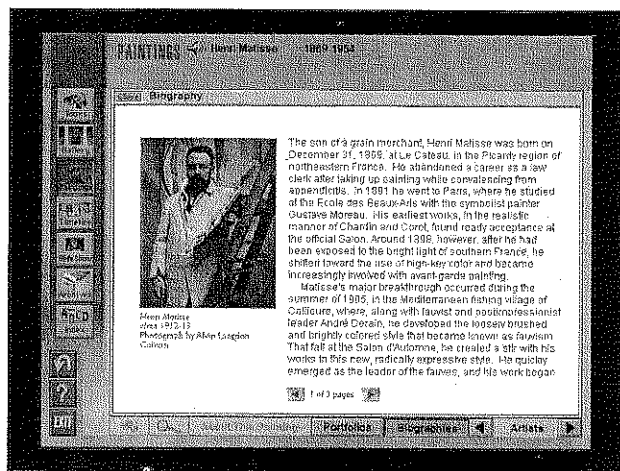 PAINTINGS Henri Matisse 1869-1954
Close Biography
The son of a grain merchant, Henri Matisse was born on
December 31, 1869, at Le Cateau, in the Picardy region of
northeastern France. He abandoned a career as a law
clerk after taking up painting while convalescing from
appendicitis. In 1891 he went to Paris, where he studied
at the Ecole des Beaux-Arts with the symbolist painter
Gustave Moreau. His earliest works, in the realistic
manner of Chardin and Corot, found ready acceptance at
the official Salon. Around 1898, however, after he had
been exposed to the bright light of southern France, he
shifted toward the use of high-key color and became
increasingly involved with avant-garde painting.
Matisse's major breakthrough occurred during the
summer of 1905, in the Mediterranean fishing village of
Collioure, where, along with fauvist and postimpressionist
leader André Derain, he developed the loosely brushed
and brightly colored style that became known as fauvism.
That fall at the Salon d'Automne, he created a stir with his
works in this new, radically expressive style. He quickly
emerged as the leader of the fauves, and his work began
Henri Matisse
circa 1912-13
Photograph by Alvin Langdon
Coburn
1 of 3 pages
Portfolios Biographies Artists